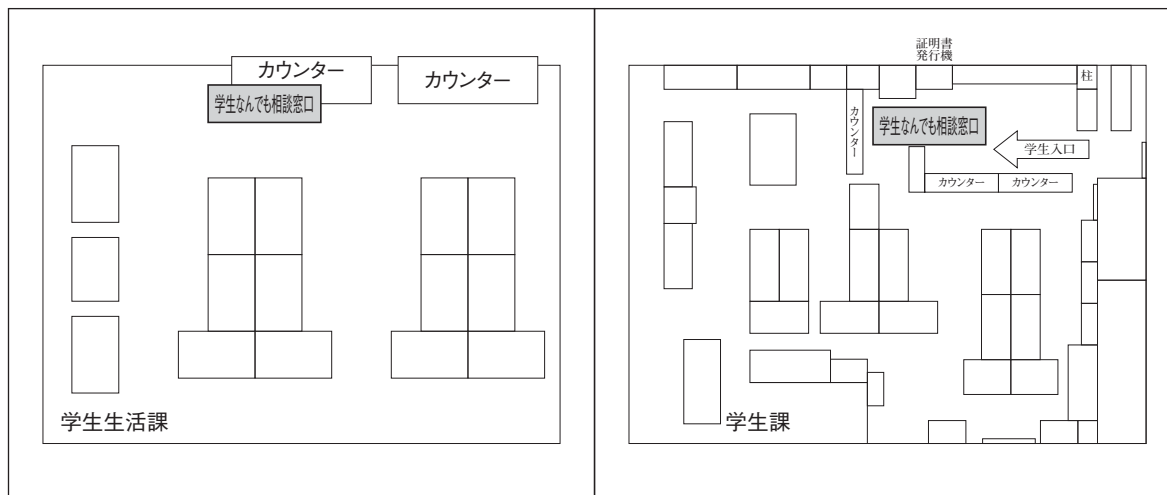 カウンター
カウンター
学生なんでも相談窓口
学生生活課
証明書
発行機
柱
カウンター
学生なんでも相談窓口
学生入口
カウンター
カウンター
学生課